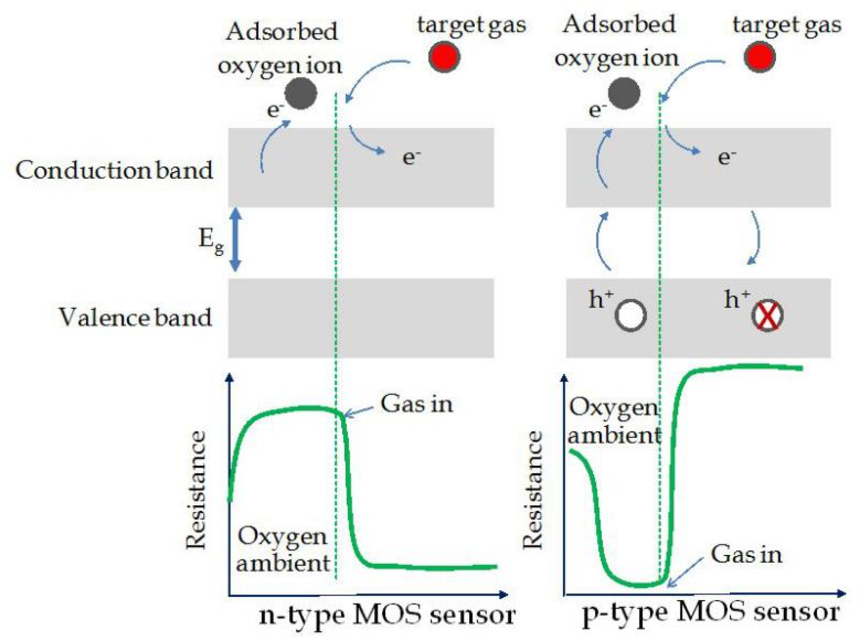 Adsorbed
oxygen ion
target gas
e-
e-
Conduction band
Eg
Valence band
Resistance
Gas in
Oxygen
ambient
n-type MOS sensor
Adsorbed
oxygen ion
target gas
e-
e-
h+
h+
Resistance
Oxygen
ambient
Gas in
p-type MOS sensor